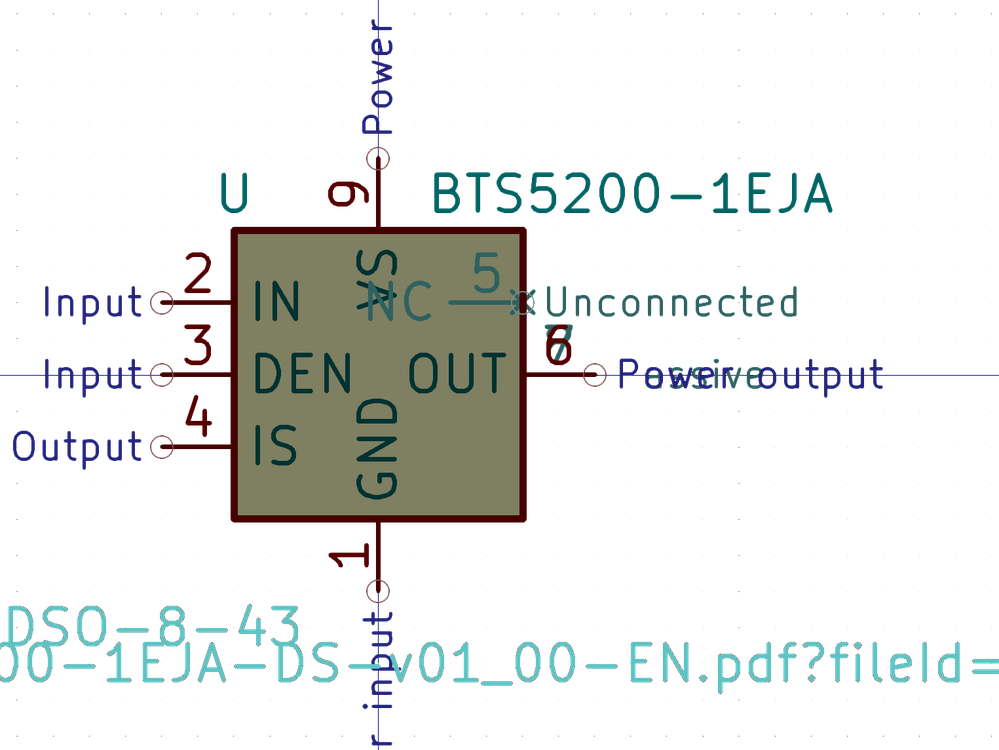 Power
U
9
BTS5200-1EJA
2
VS
5
Input
IN
NC
Unconnected
3
6
Input
DEN
OUT
Power output
4
Output
IS
GND
1
DSO-8-43
00-1EJA-DS-v01_00-EN.pdf?fileId=
r input